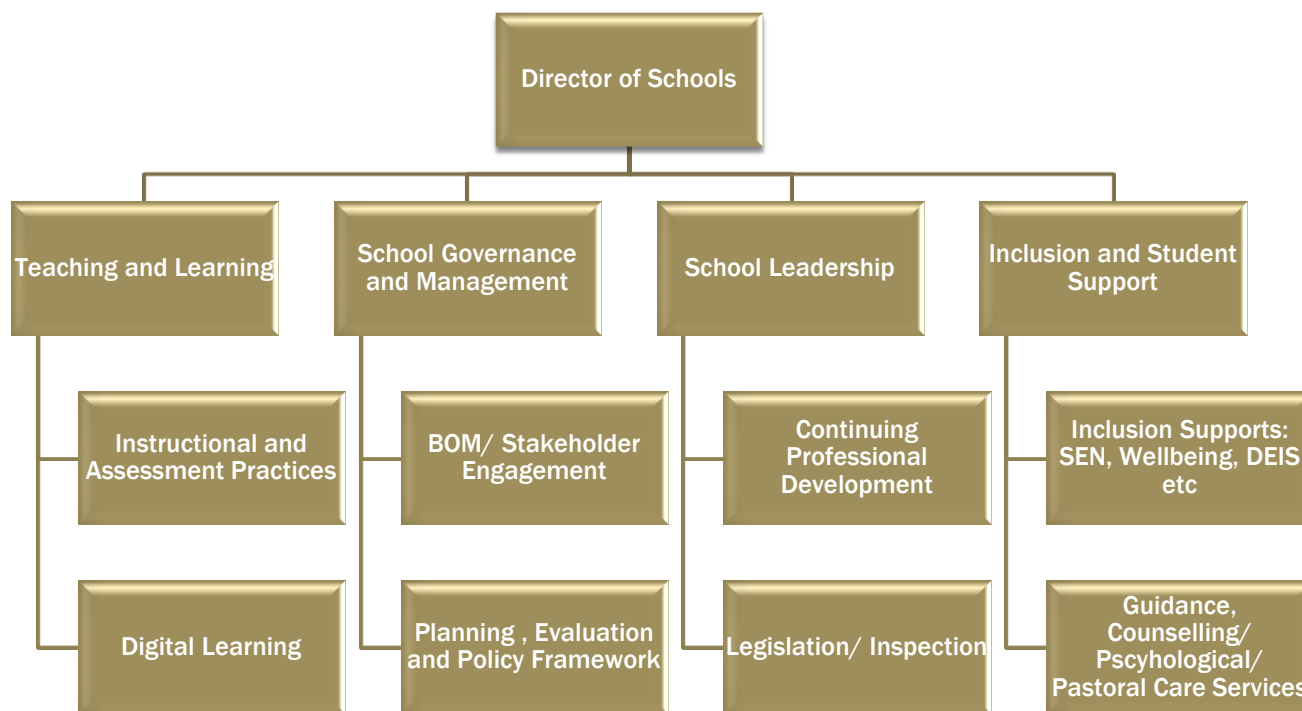 Director of Schools
Teaching and Learning
School Governance
and Management
School Leadership
Inclusion and Student
Support
Instructional and
Assessment Practices
BOM/ Stakeholder
Engagement
Continuing
Professional
Development
Inclusion Supports:
SEN, Wellbeing, DEIS
etc
Digital Learning
Planning , Evaluation
and Policy Framework
Legislation/ Inspection
Guidance,
Counselling/
Pscyhological/
Pastoral Care Services